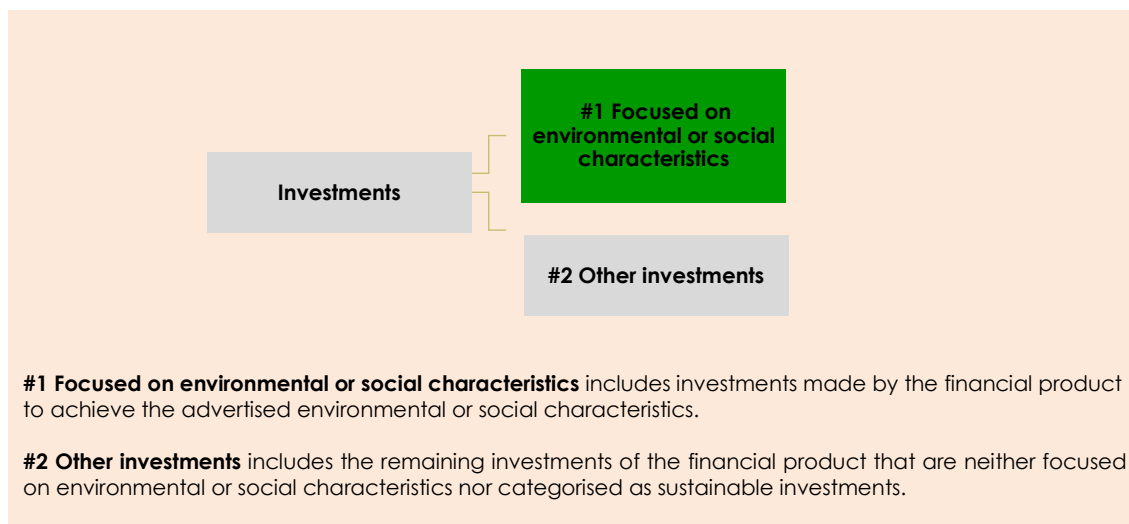 #1 Focused on
environmental or social
characteristics
Investments
#2 Other investments
#1 Focused on environmental or social characteristics includes investments made by the financial product
to achieve the advertised environmental or social characteristics.
#2 Other investments includes the remaining investments of the financial product that are neither focused
on environmental or social characteristics nor categorised as sustainable investments.